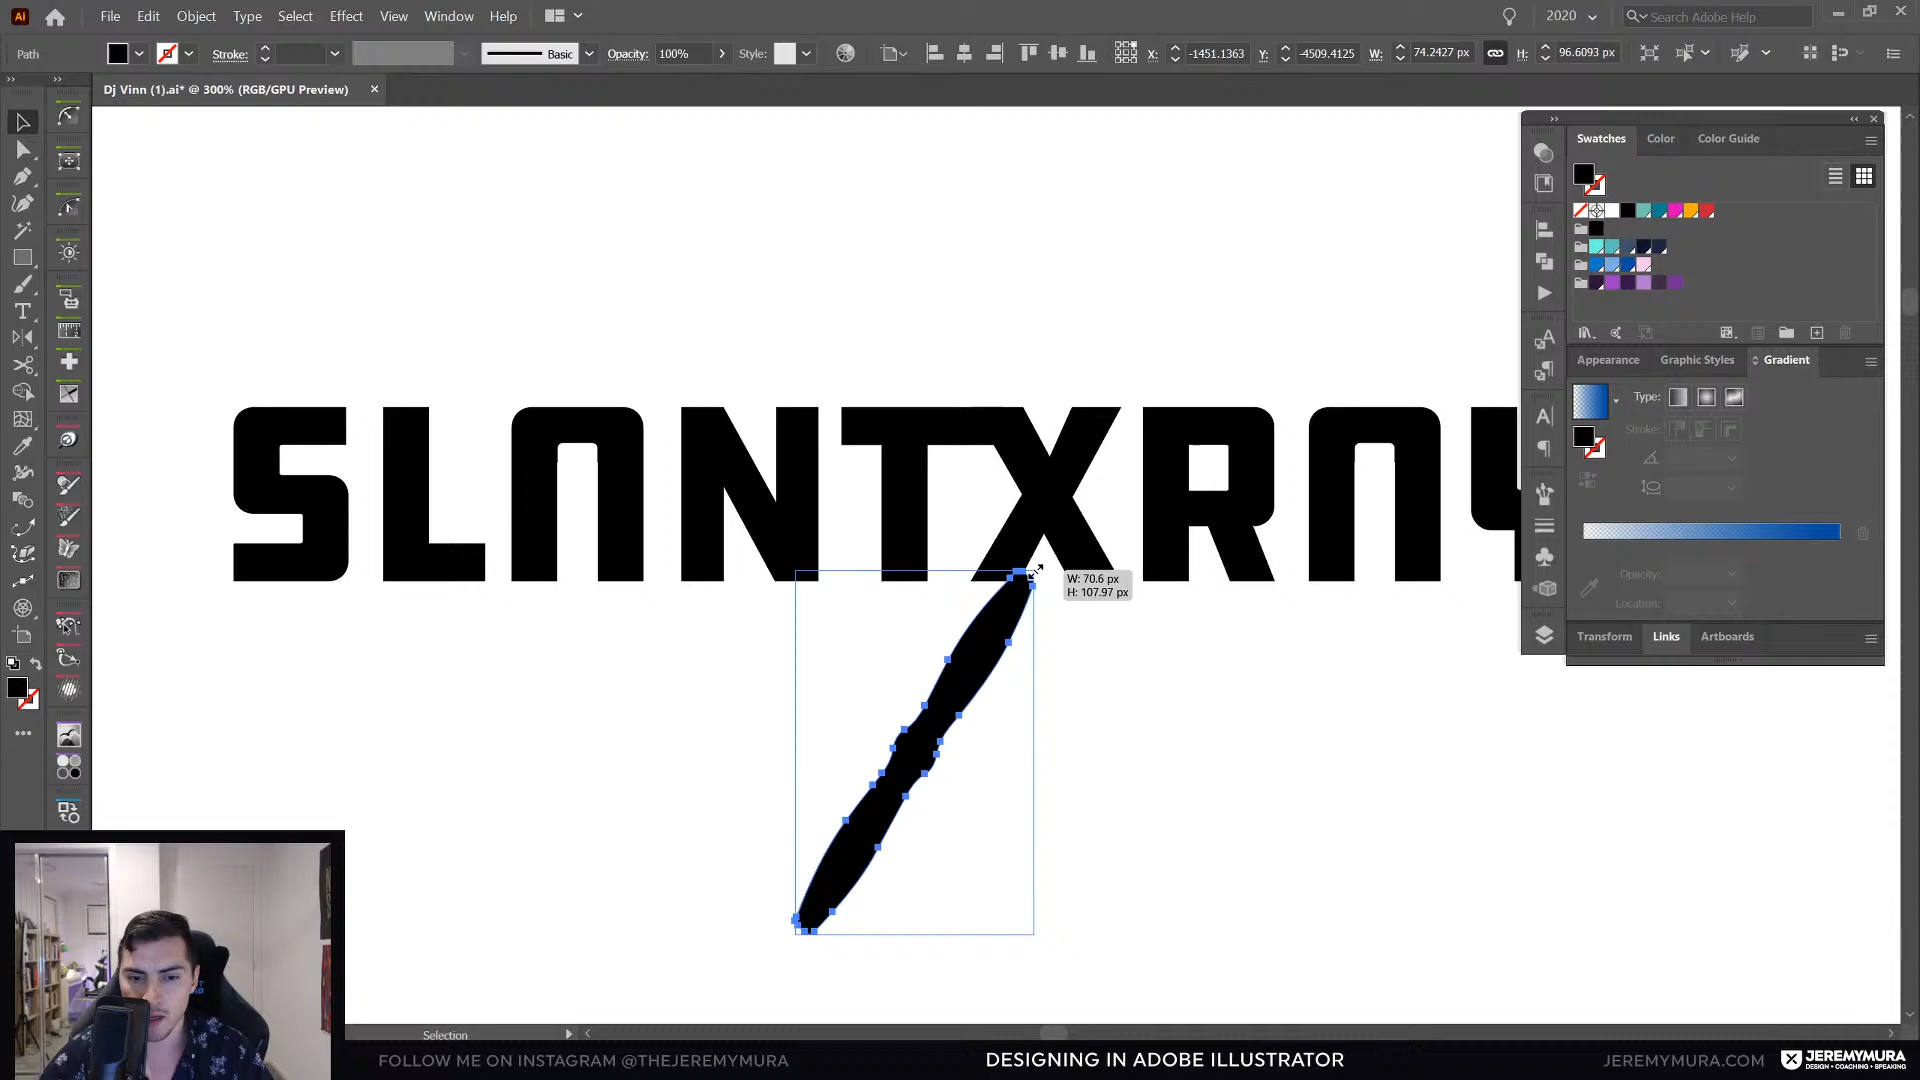 Ai File Edit Object Type Select Effect View Window Help 2020 Search Adobe Help
Path Stroke: Basic Opacity: 100% Style: X: -1451.1363 Y: -4509.4125 W: 74.2427 px H: 96.6093 px
Dj Vinn (1).ai* @ 300% (RGB/GPU Preview)
Swatches Color Color Guide
Appearance Graphic Styles Gradient
Type:
Stroke:
SLANTXRAY
W: 70.6 px
H: 107.97 px
Opacity:
Location:
Transform Links Artboards
Selection
FOLLOW ME ON INSTAGRAM @THEJEREMYMURA DESIGNING IN ADOBE ILLUSTRATOR JEREMYMURA.COM JEREMYMURA
DESIGN • COACHING • SPEAKING